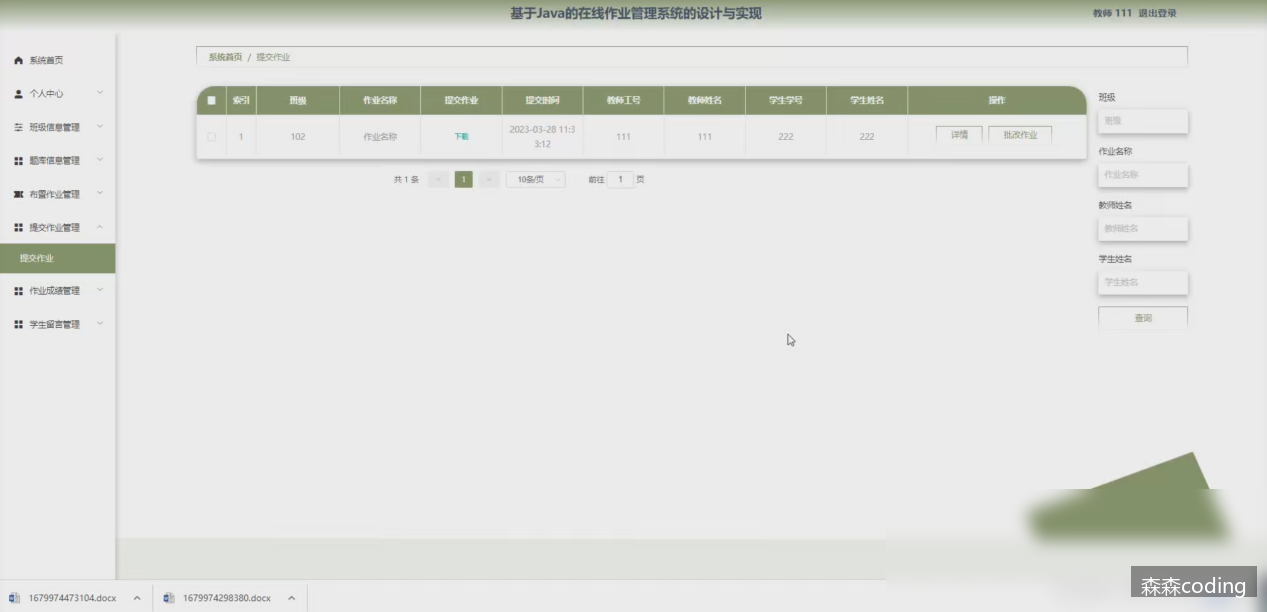 基于Java的在线作业管理系统的设计与实现
教师 111 退出登录
系统首页
个人中心
班级信息管理
题库信息管理
布置作业管理
提交作业管理
提交作业
作业成绩管理
学生留言管理
系统首页 / 提交作业
索引 班级 作业名称 提交作业 提交时间 教师工号 教师姓名 学生学号 学生姓名 操作
1 102 作业名称 下载 2023-03-28 11:3 111 111 222 222 详情 批改作业
3:12
共 1 条 1 10条/页 前往 1 页
班级
班级
作业名称
作业名称
教师姓名
教师姓名
学生姓名
学生姓名
查询
1679974473104.docx
1679974298380.docx
森森coding